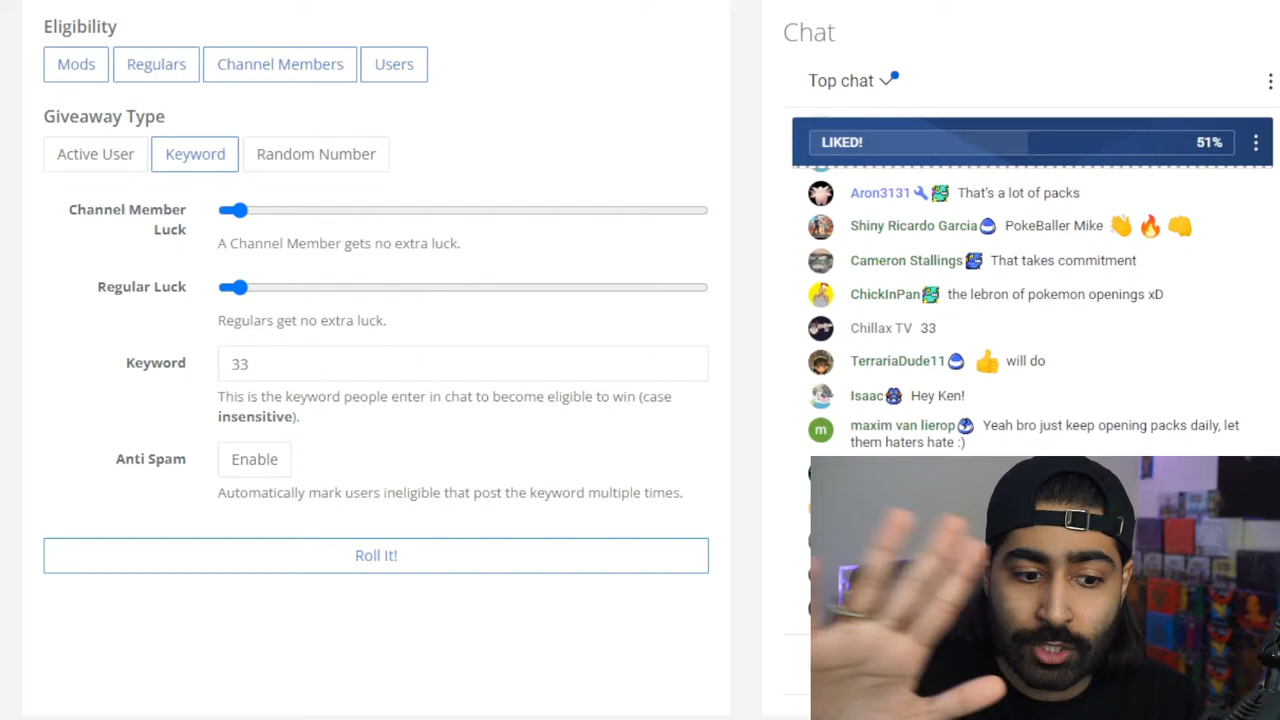 Eligibility
Mods
Regulars
Channel Members
Users
Giveaway Type
Active User
Keyword
Random Number
Channel Member
Luck
A Channel Member gets no extra luck.
Regular Luck
Regulars get no extra luck.
Keyword
33
This is the keyword people enter in chat to become eligible to win (case
insensitive).
Anti Spam
Enable
Automatically mark users ineligible that post the keyword multiple times.
Roll It!
Chat
Top chat
LIKED! 51%
Aron3131 That's a lot of packs
Shiny Ricardo Garcia PokeBaller Mike 👏 🔥 👊
Cameron Stallings That takes commitment
ChickInPan the lebron of pokemon openings xD
Chillax TV 33
TerrariaDude11 👍 will do
Isaac Hey Ken!
m
maxim van lierop Yeah bro just keep opening packs daily, let
them haters hate :)